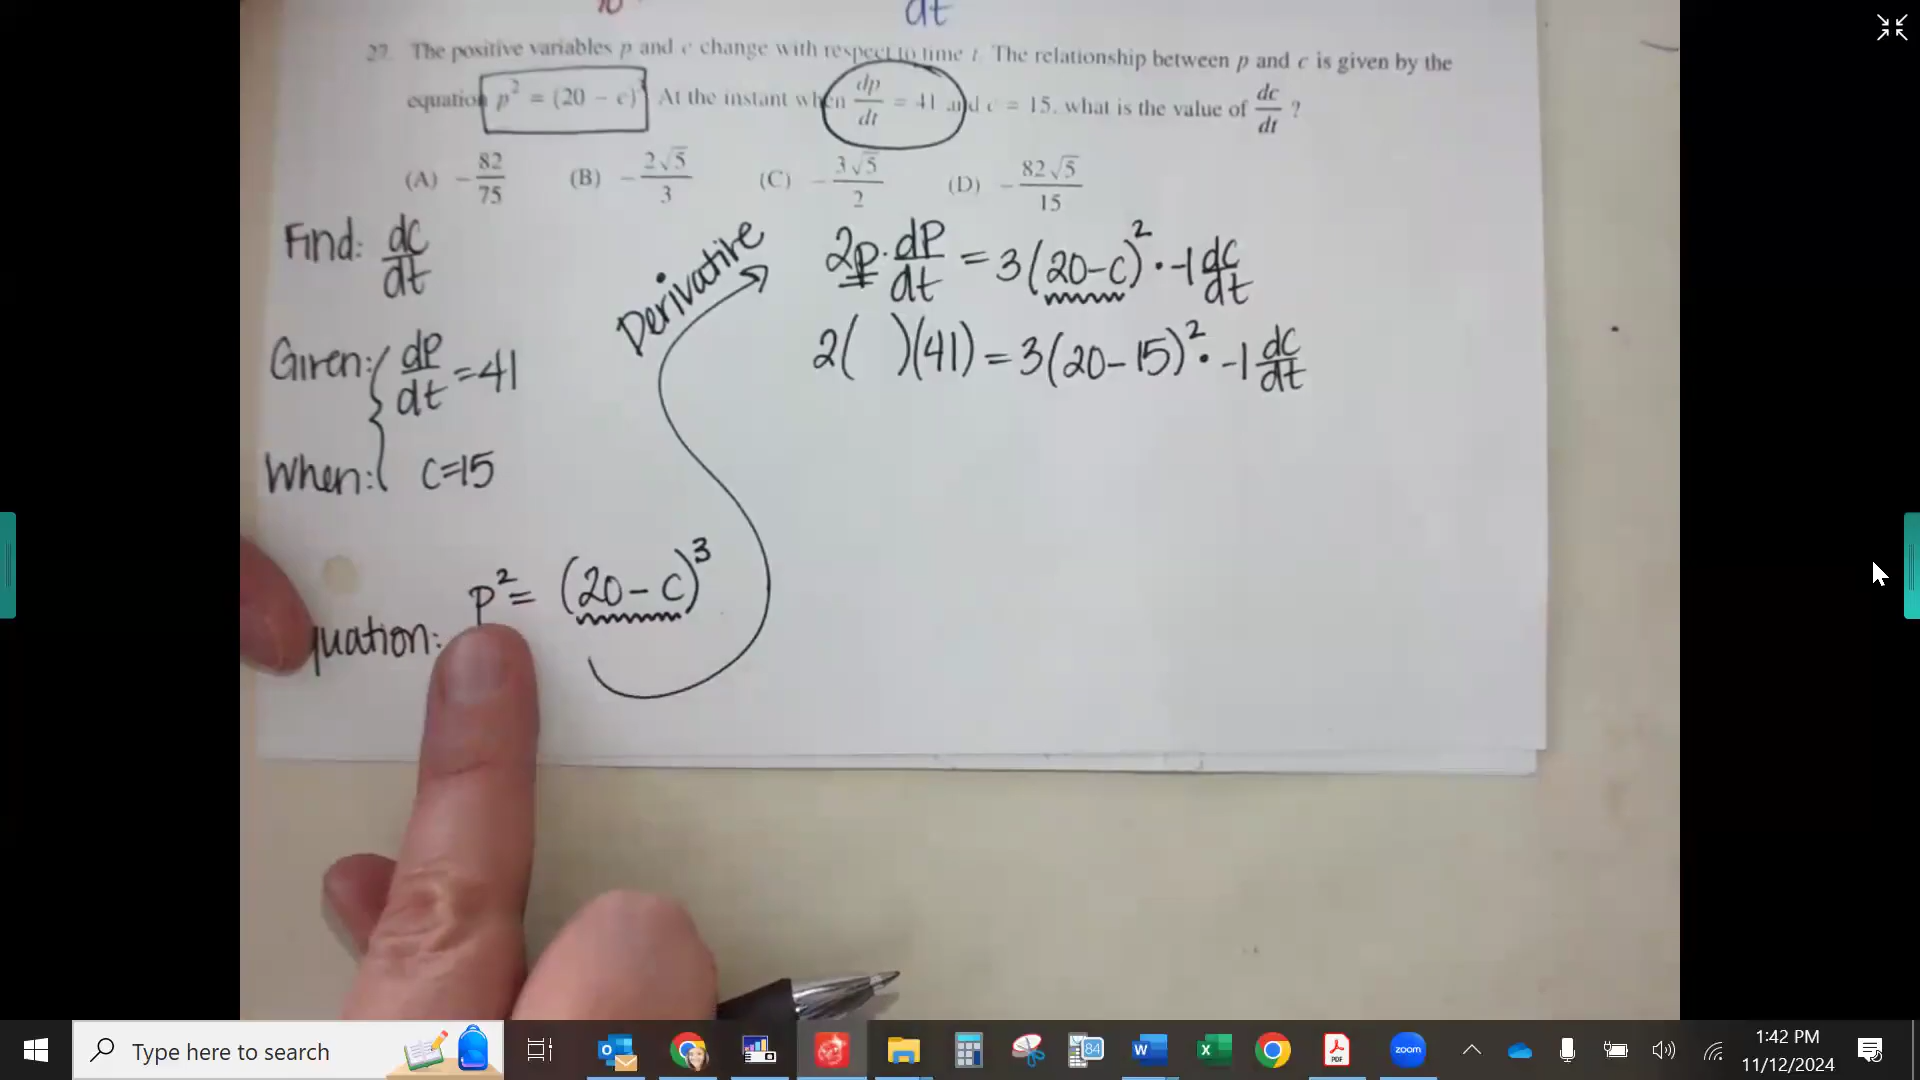 dt
27. The positive variables p and c change with respect to time t. The relationship between p and c is given by the
equation p² = (20 − c) At the instant when dp/dt = 41 and c = 15, what is the value of dc/dt ?
(A) −82/75 (B) −2√5/3 (C) −3√5/2 (D) −82√5/15
Find: dc/dt
Given: dp/dt = 41
When: c=15
quation: p² = (20 − c)³
Derivative
2p · dp/dt = 3(20−c)² · −1 dc/dt
2( )(41) = 3(20−15)² · −1 dc/dt
Type here to search
84
W
X
PDF
zoom
1:42 PM
11/12/2024